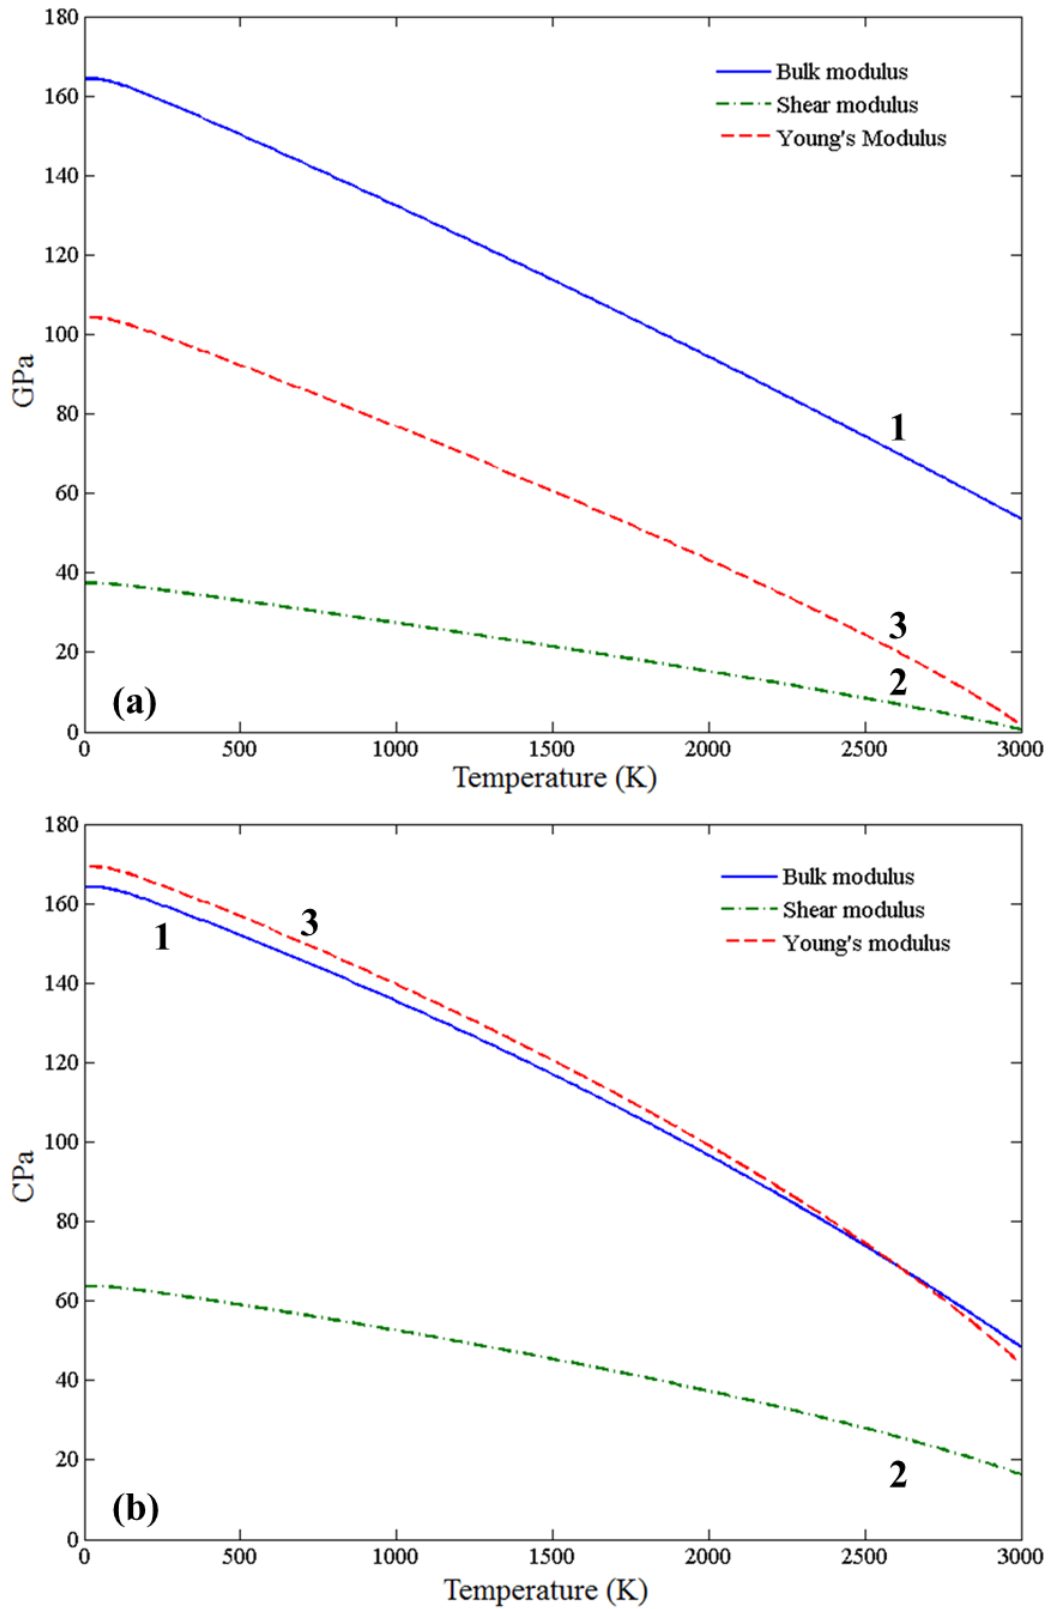 180
160
140
120
100
80
60
40
20
0
GPa
Bulk modulus
Shear modulus
Young's Modulus
1
3
2
(a)
0 500 1000 1500 2000 2500 3000
Temperature (K)
180
160
140
120
100
80
60
40
20
0
CPa
Bulk modulus
Shear modulus
Young's modulus
3
1
2
(b)
0 500 1000 1500 2000 2500 3000
Temperature (K)